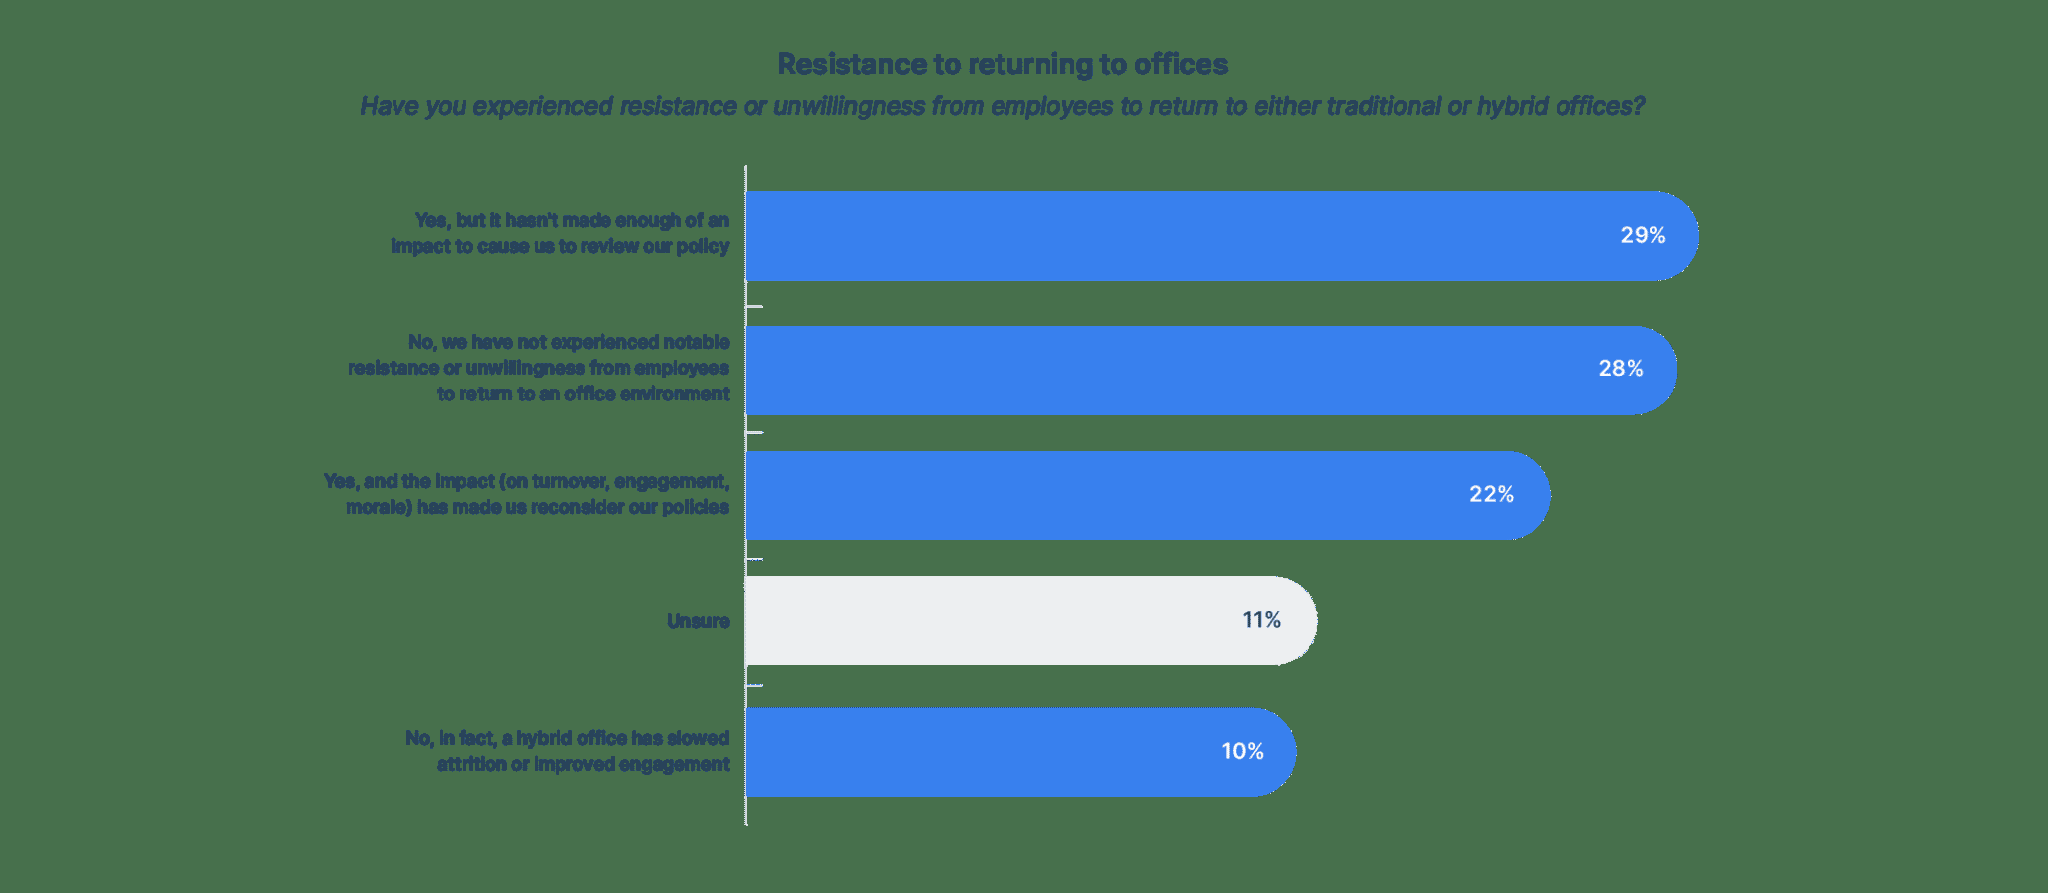 Resistance to returning to offices
Have you experienced resistance or unwillingness from employees to return to either traditional or hybrid offices?
Yes, but it hasn't made enough of an
impact to cause us to review our policy
29%
No, we have not experienced notable
resistance or unwillingness from employees
to return to an office environment
28%
Yes, and the impact (on turnover, engagement,
morale) has made us reconsider our policies
22%
Unsure
11%
No, in fact, a hybrid office has slowed
attrition or improved engagement
10%